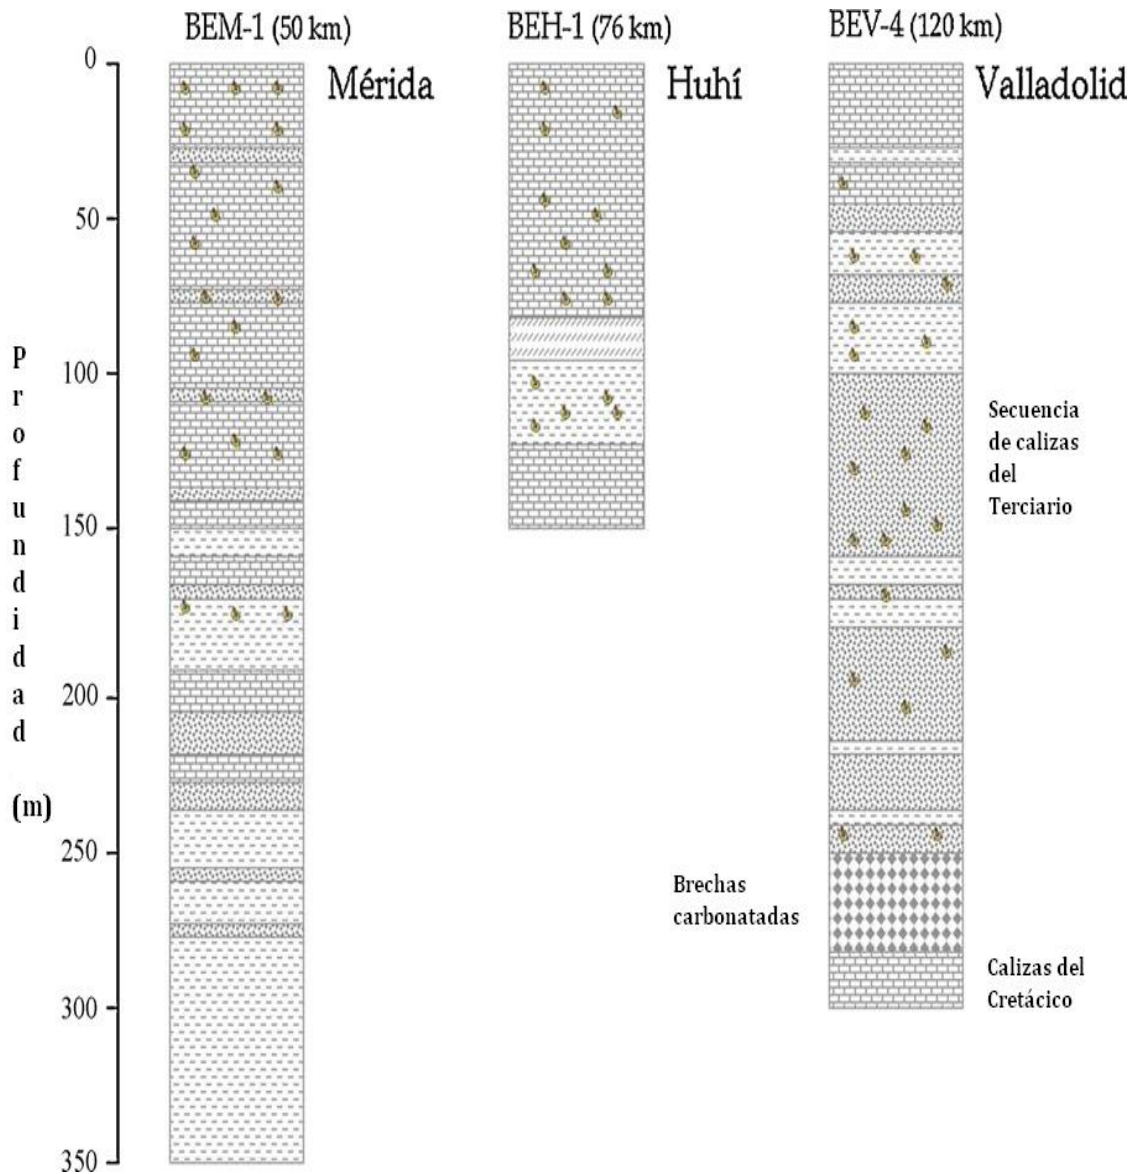 BEM-1 (50 km)
BEH-1 (76 km)
BEV-4 (120 km)
Mérida
Huhí
Valladolid
0
50
100
150
200
250
300
350
Profundidad
(m)
Secuencia
de calizas
del
Terciario
Brechas
carbonatadas
Calizas del
Cretácico